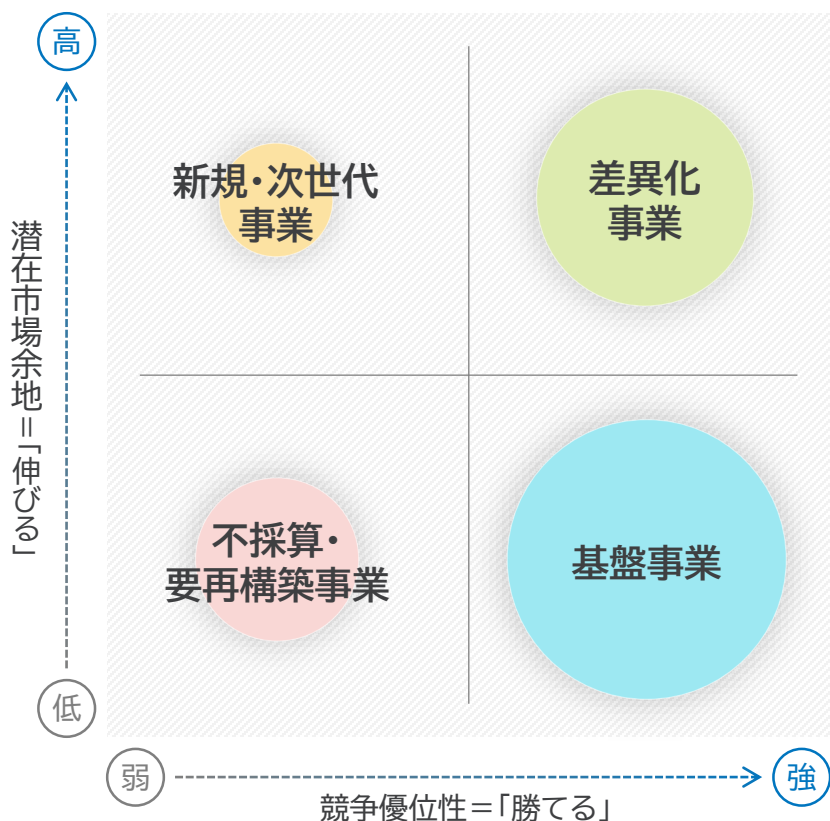 高
新規・次世代
事業
差異化
事業
潜在市場余地＝「伸びる」
不採算・
要再構築事業
基盤事業
低
弱
強
競争優位性＝「勝てる」